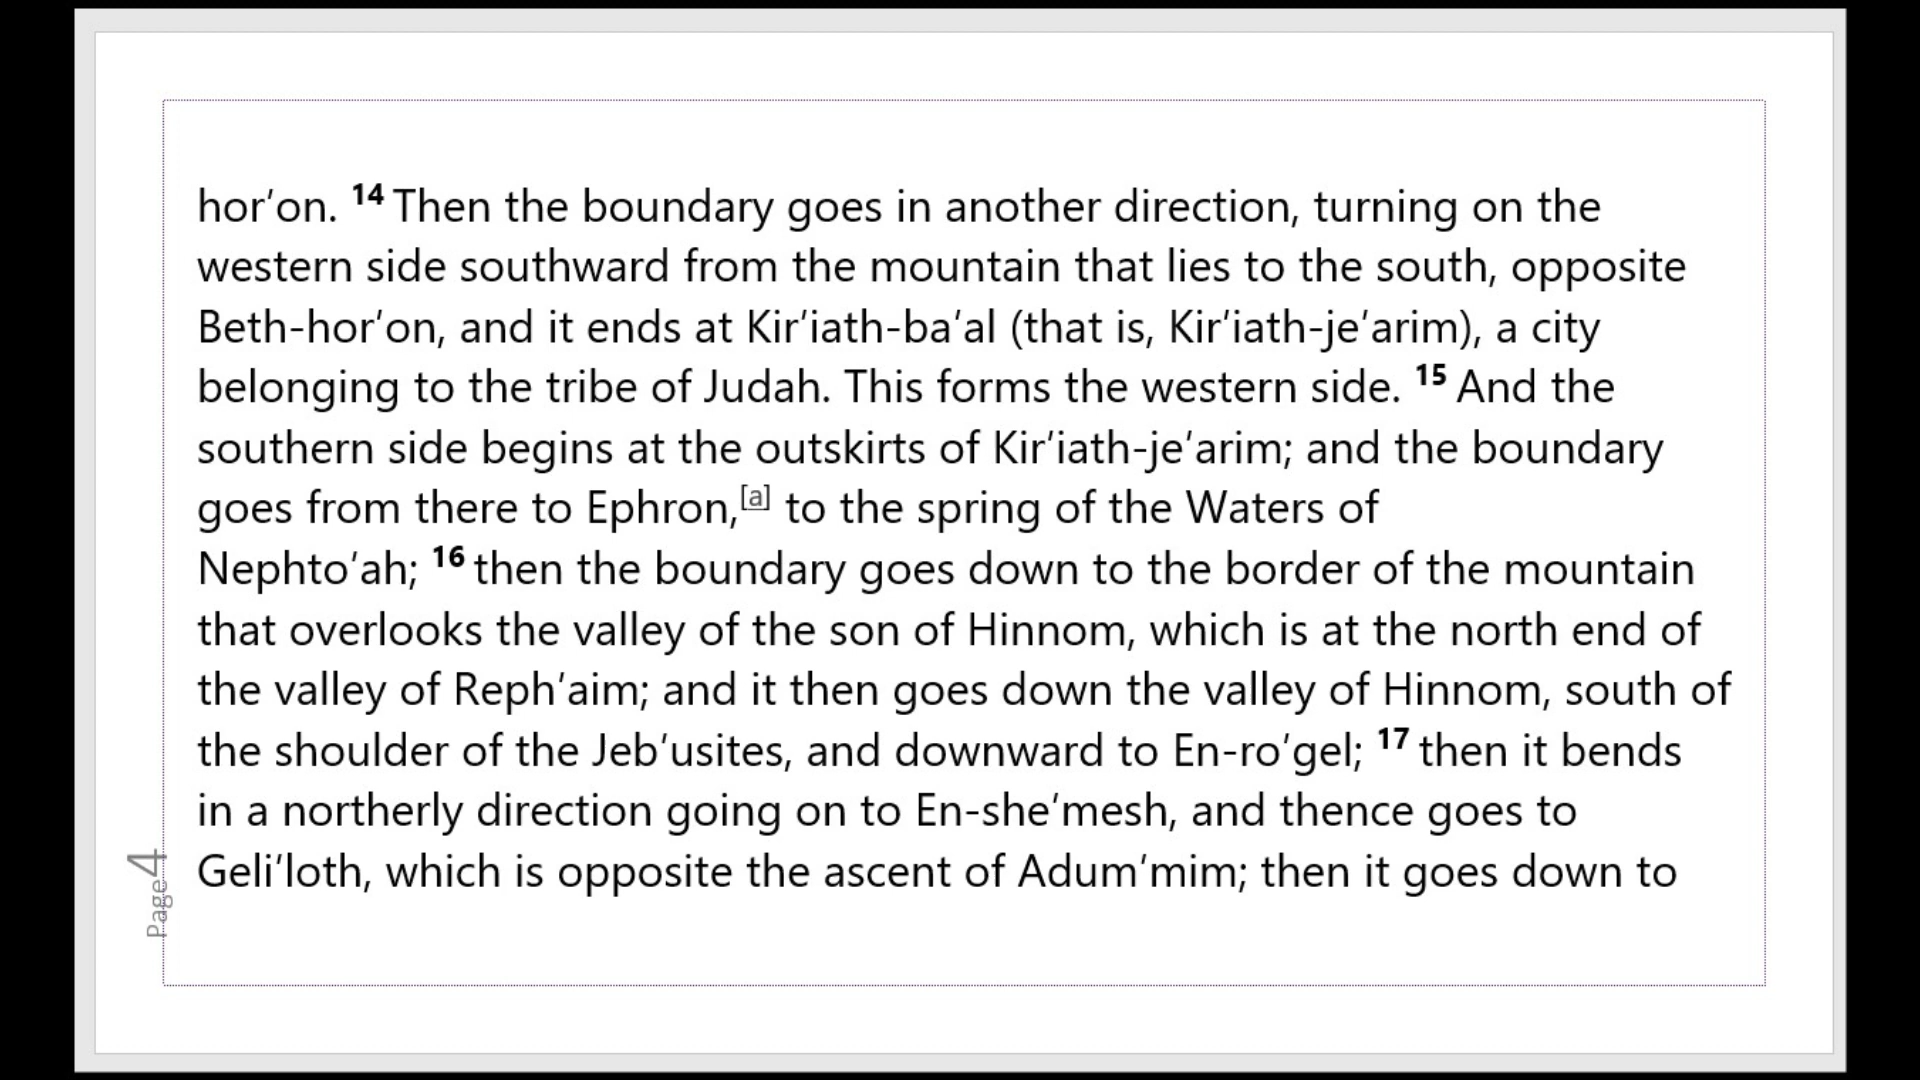 hor′on. 14 Then the boundary goes in another direction, turning on the
western side southward from the mountain that lies to the south, opposite
Beth-hor′on, and it ends at Kir′iath-ba′al (that is, Kir′iath-je′arim), a city
belonging to the tribe of Judah. This forms the western side. 15 And the
southern side begins at the outskirts of Kir′iath-je′arim; and the boundary
goes from there to Ephron,[a] to the spring of the Waters of
Nephto′ah; 16 then the boundary goes down to the border of the mountain
that overlooks the valley of the son of Hinnom, which is at the north end of
the valley of Reph′aim; and it then goes down the valley of Hinnom, south of
the shoulder of the Jeb′usites, and downward to En-ro′gel; 17 then it bends
in a northerly direction going on to En-she′mesh, and thence goes to
Geli′loth, which is opposite the ascent of Adum′mim; then it goes down to
Page 4